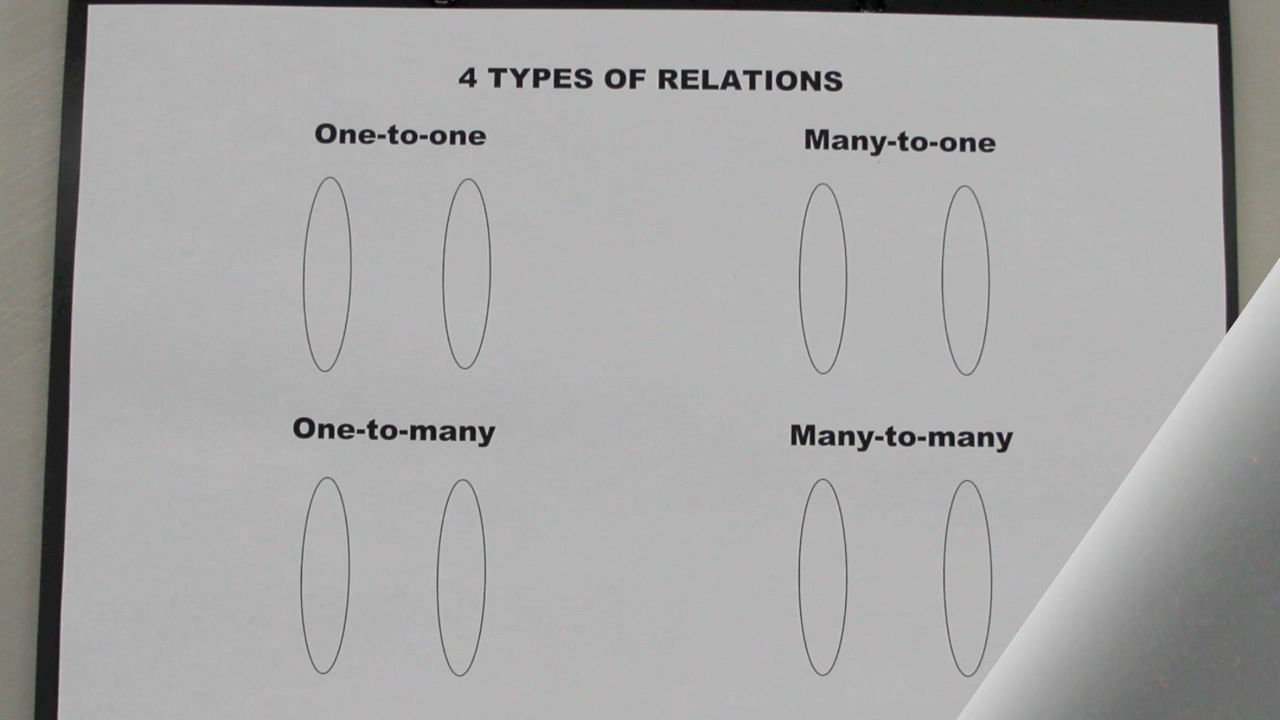 4 TYPES OF RELATIONS
One-to-one
Many-to-one
One-to-many
Many-to-many